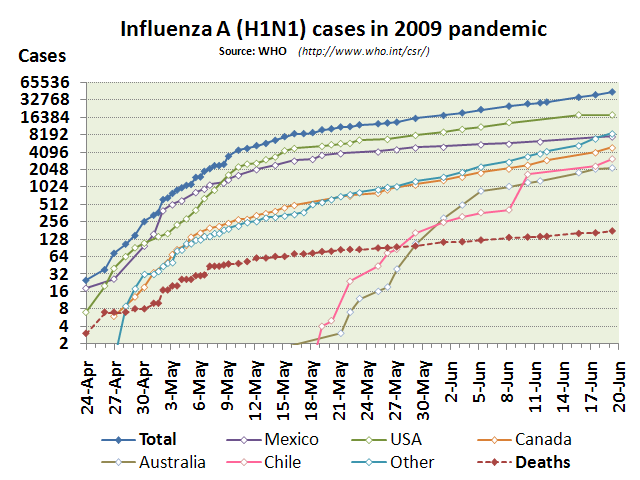 Influenza A (H1N1) cases in 2009 pandemic
Source: WHO (http://www.who.int/csr/)
Cases
65536
32768
16384
8192
4096
2048
1024
512
256
128
64
32
16
8
4
2
24-Apr
27-Apr
30-Apr
3-May
6-May
9-May
12-May
15-May
18-May
21-May
24-May
27-May
30-May
2-Jun
5-Jun
8-Jun
11-Jun
14-Jun
17-Jun
20-Jun
Total Mexico USA Canada
Australia Chile Other Deaths